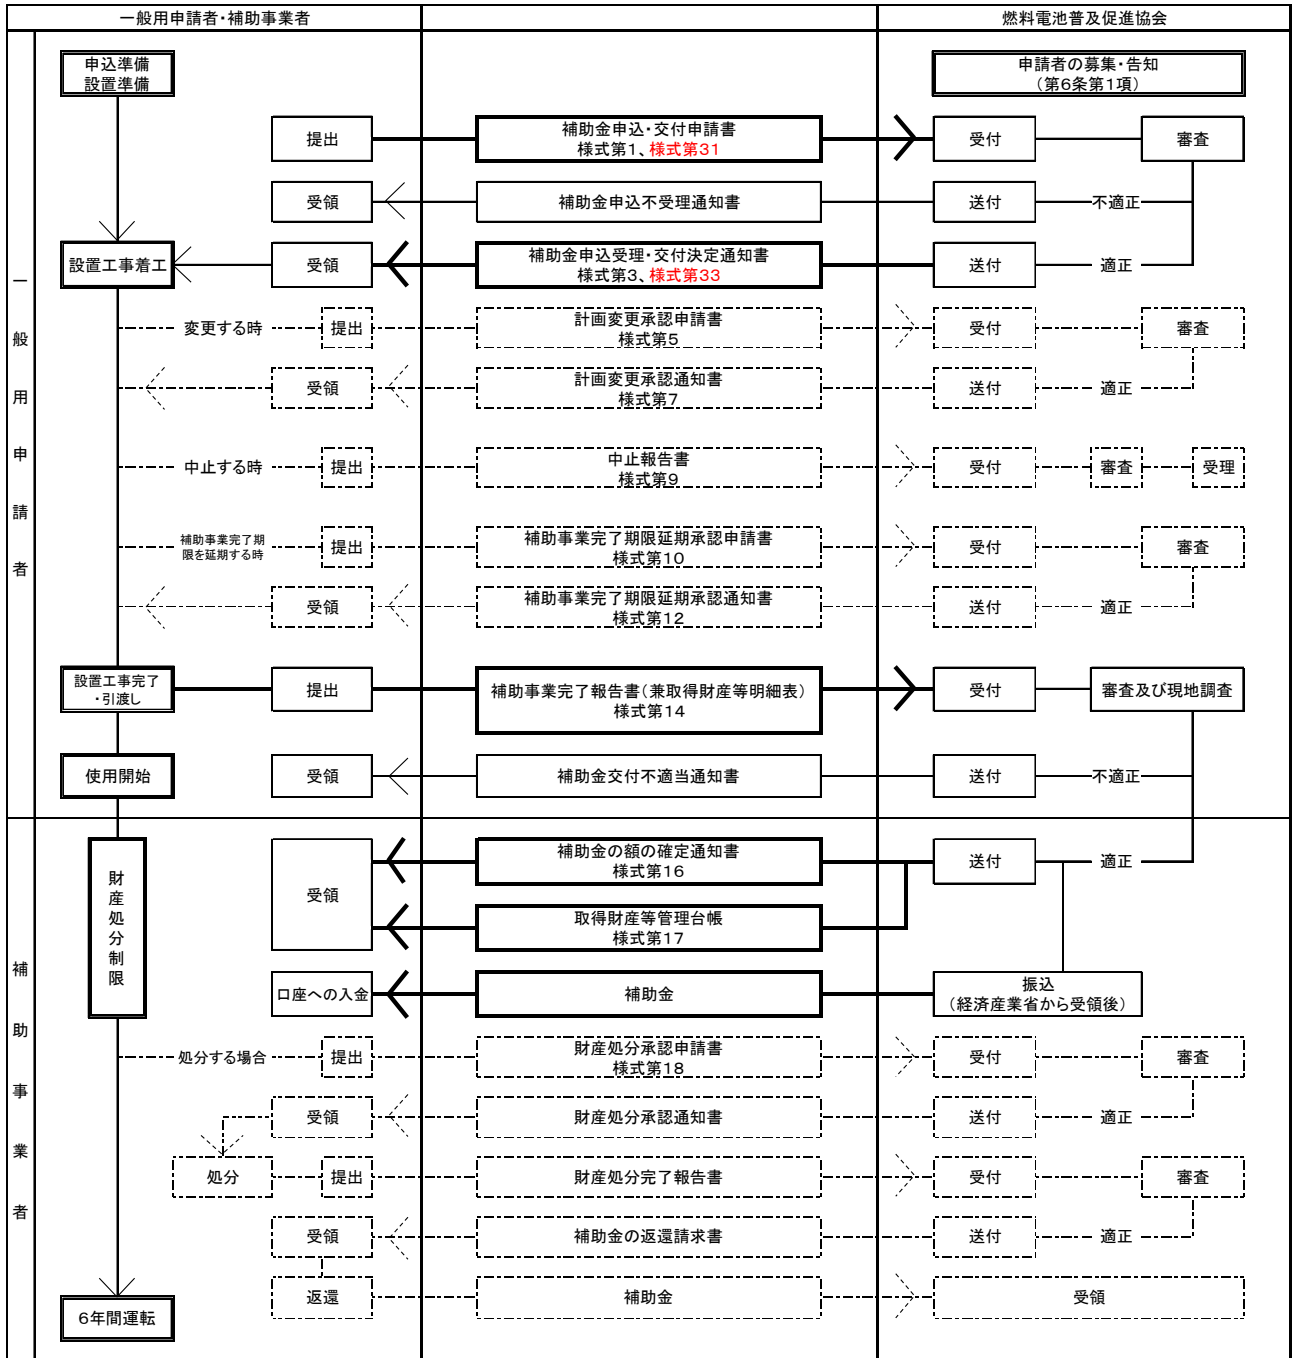 一般用申請者・補助事業者
燃料電池普及促進協会
一般用申請者
申込準備
設置準備
申請者の募集・告知
(第6条第1項)
提出
補助金申込・交付申請書
様式第1、様式第31
受付
審査
受領
補助金申込不受理通知書
送付
不適正
設置工事着工
受領
補助金申込受理・交付決定通知書
様式第3、様式第33
送付
適正
変更する時
提出
計画変更承認申請書
様式第5
受付
審査
受領
計画変更承認通知書
様式第7
送付
適正
中止する時
提出
中止報告書
様式第9
受付
審査
受理
補助事業完了期
限を延期する時
提出
補助事業完了期限延期承認申請書
様式第10
受付
審査
受領
補助事業完了期限延期承認通知書
様式第12
送付
適正
設置工事完了
・引渡し
提出
補助事業完了報告書(兼取得財産等明細表)
様式第14
受付
審査及び現地調査
使用開始
受領
補助金交付不適当通知書
送付
不適正
補助事業者
財産処分制限
受領
補助金の額の確定通知書
様式第16
送付
適正
取得財産等管理台帳
様式第17
口座への入金
補助金
振込
(経済産業省から受領後)
処分する場合
提出
財産処分承認申請書
様式第18
受付
審査
受領
財産処分承認通知書
送付
適正
処分
提出
財産処分完了報告書
受付
審査
受領
補助金の返還請求書
送付
適正
返還
補助金
受領
6年間運転